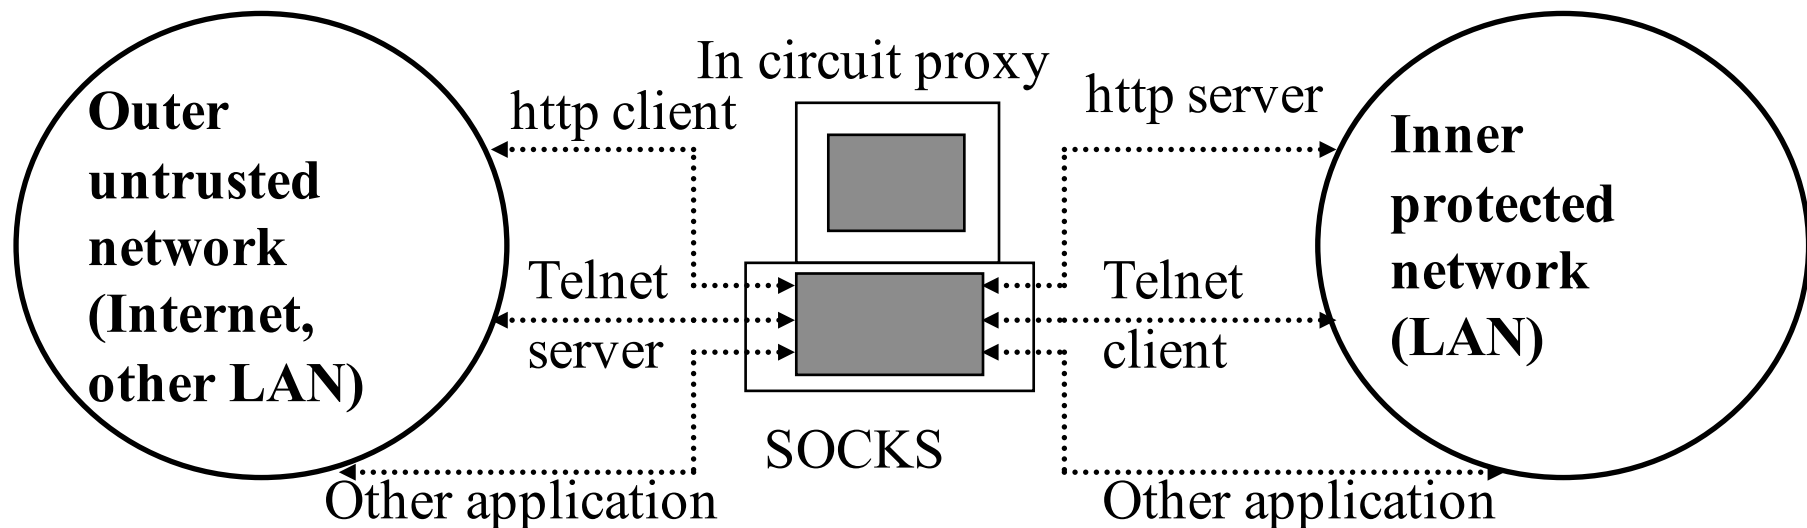 In circuit proxy
Outer
untrusted
network
(Internet,
other LAN)
http client
Telnet
server
Other application
SOCKS
http server
Telnet
client
Other application
Inner
protected
network
(LAN)